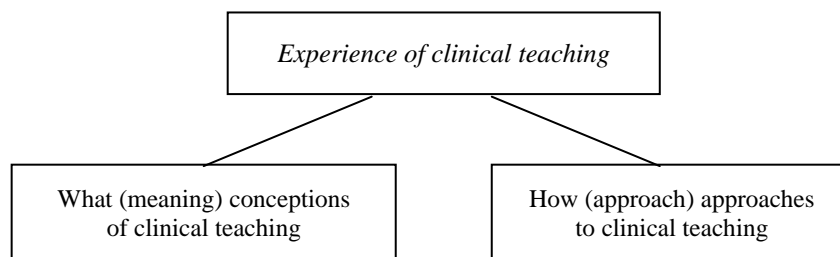 Experience of clinical teaching
What (meaning) conceptions
of clinical teaching
How (approach) approaches
to clinical teaching